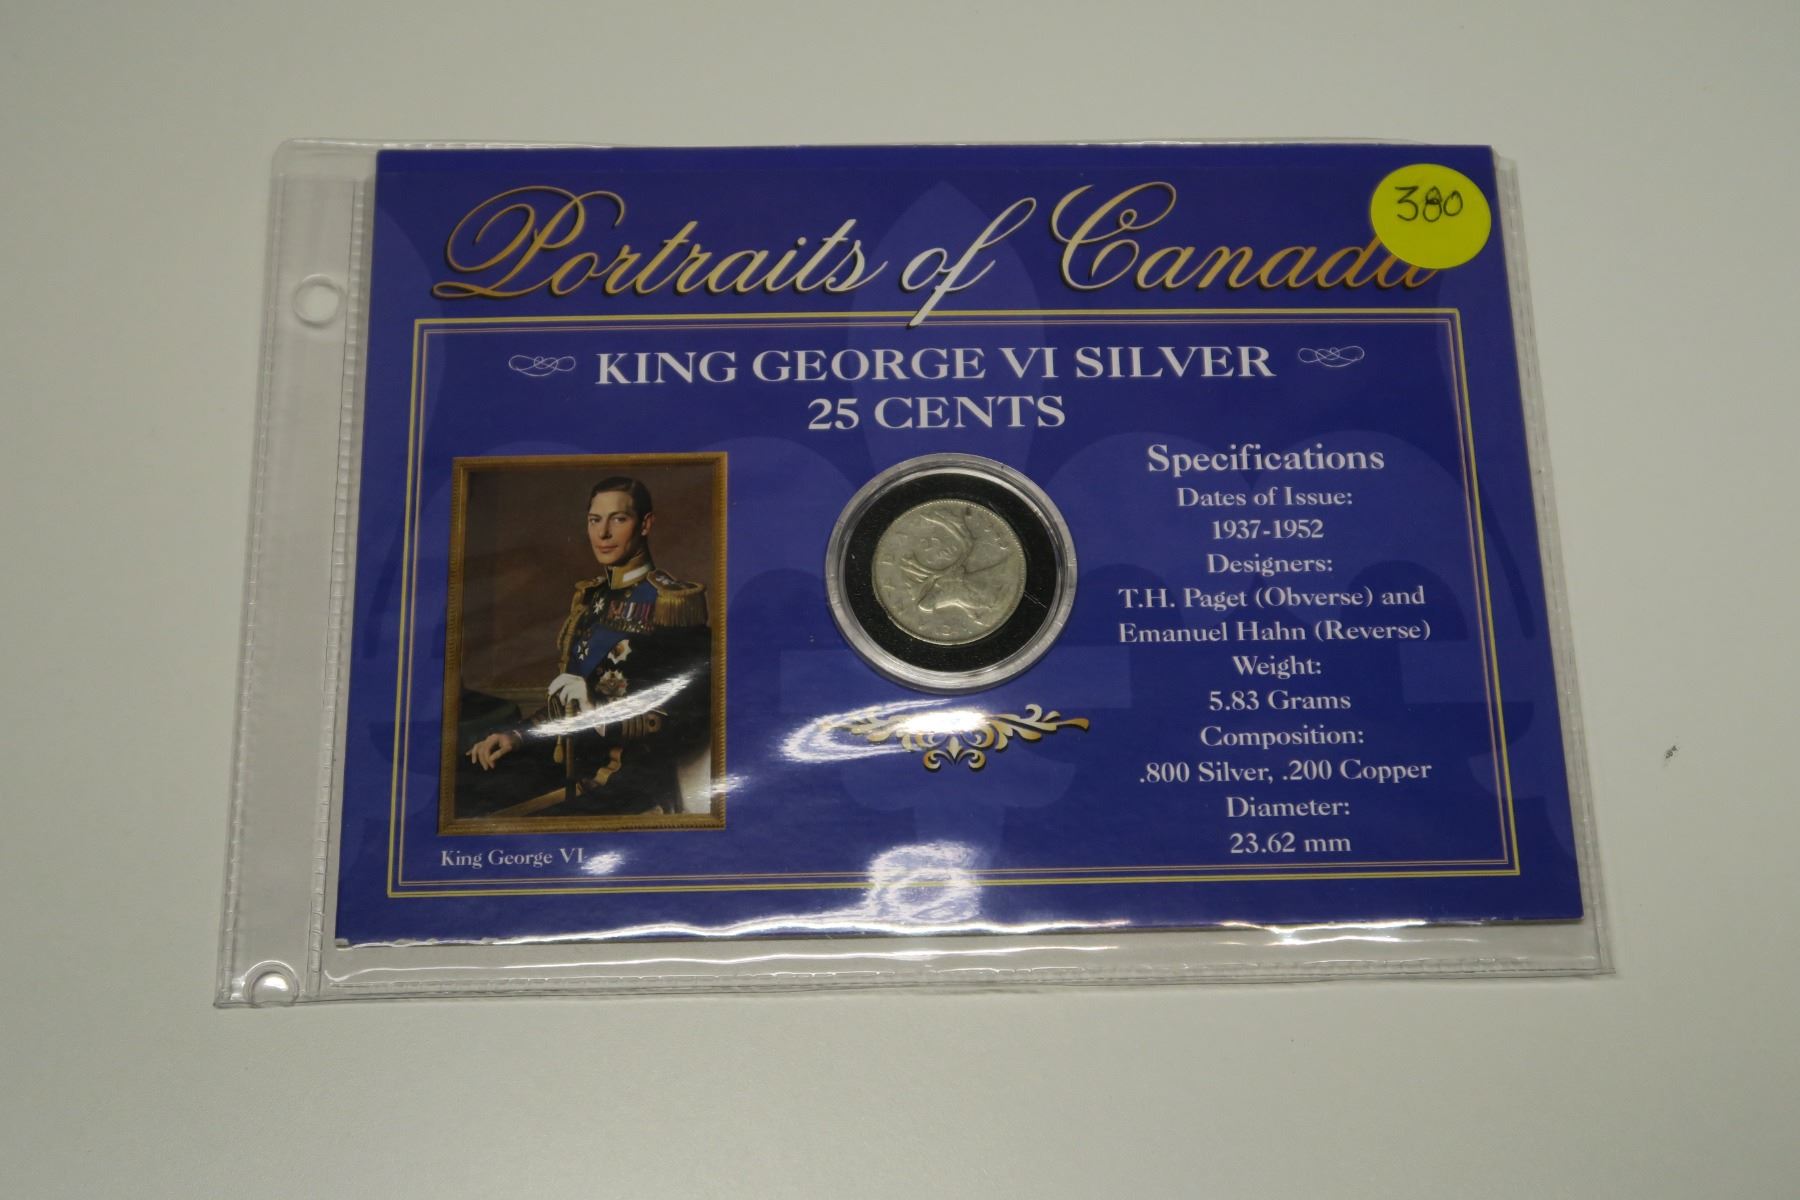 380
Portraits of Canada
KING GEORGE VI SILVER
25 CENTS
King George VI
Specifications
Dates of Issue:
1937-1952
Designers:
T.H. Paget (Obverse) and
Emanuel Hahn (Reverse)
Weight:
5.83 Grams
Composition:
.800 Silver, .200 Copper
Diameter:
23.62 mm